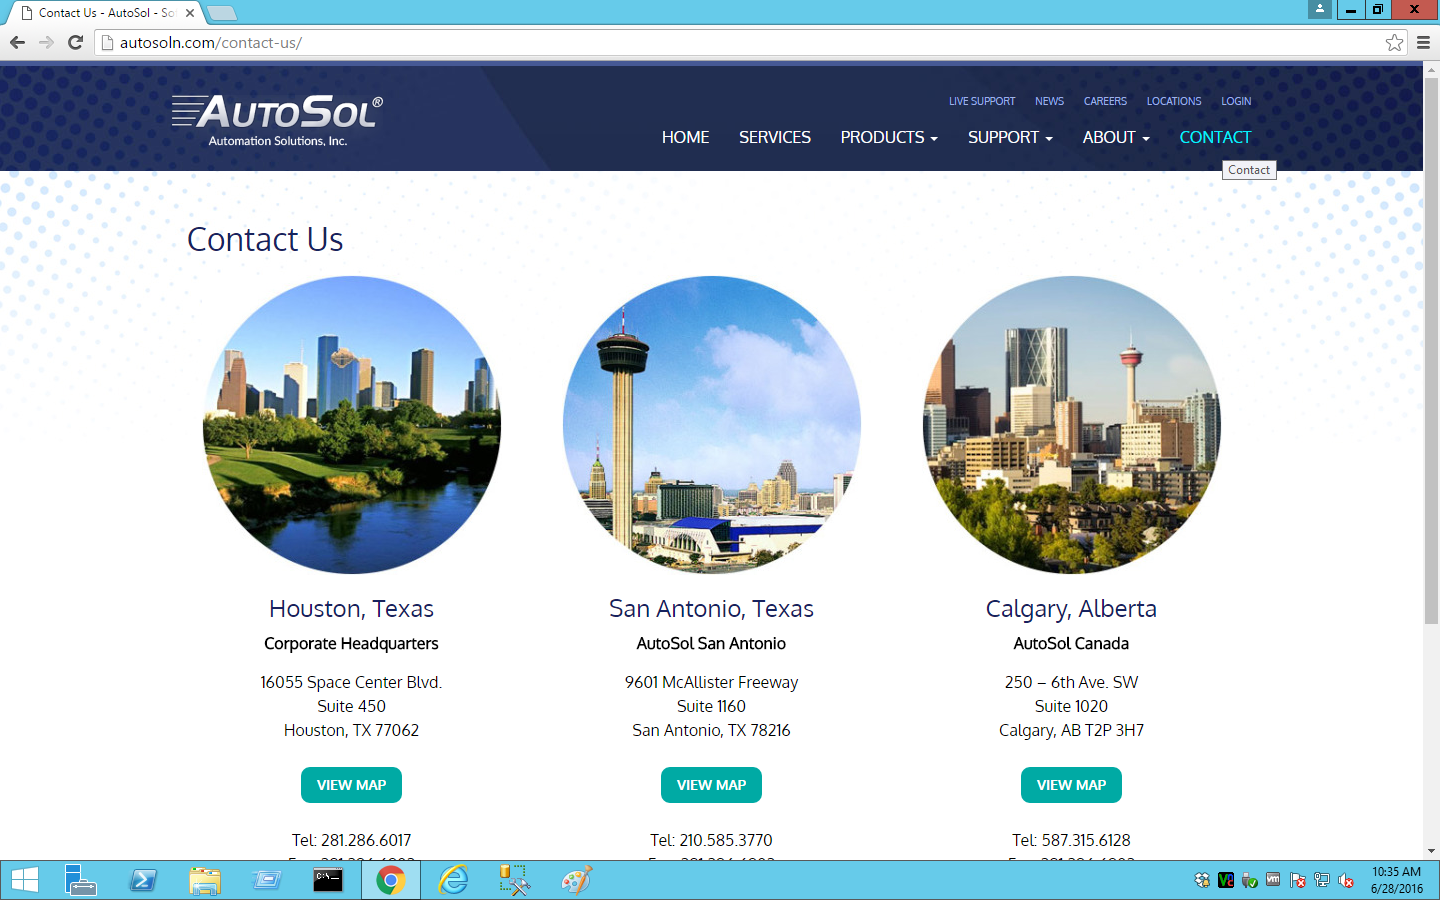 Contact Us - AutoSol - So
autosoln.com/contact-us/
AUTOSOL®
Automation Solutions, Inc.
LIVE SUPPORT NEWS CAREERS LOCATIONS LOGIN
HOME SERVICES PRODUCTS SUPPORT ABOUT CONTACT
Contact
Contact Us
Houston, Texas
Corporate Headquarters
16055 Space Center Blvd.
Suite 450
Houston, TX 77062
VIEW MAP
Tel: 281.286.6017
San Antonio, Texas
AutoSol San Antonio
9601 McAllister Freeway
Suite 1160
San Antonio, TX 78216
VIEW MAP
Tel: 210.585.3770
Calgary, Alberta
AutoSol Canada
250 – 6th Ave. SW
Suite 1020
Calgary, AB T2P 3H7
VIEW MAP
Tel: 587.315.6128
10:35 AM
6/28/2016